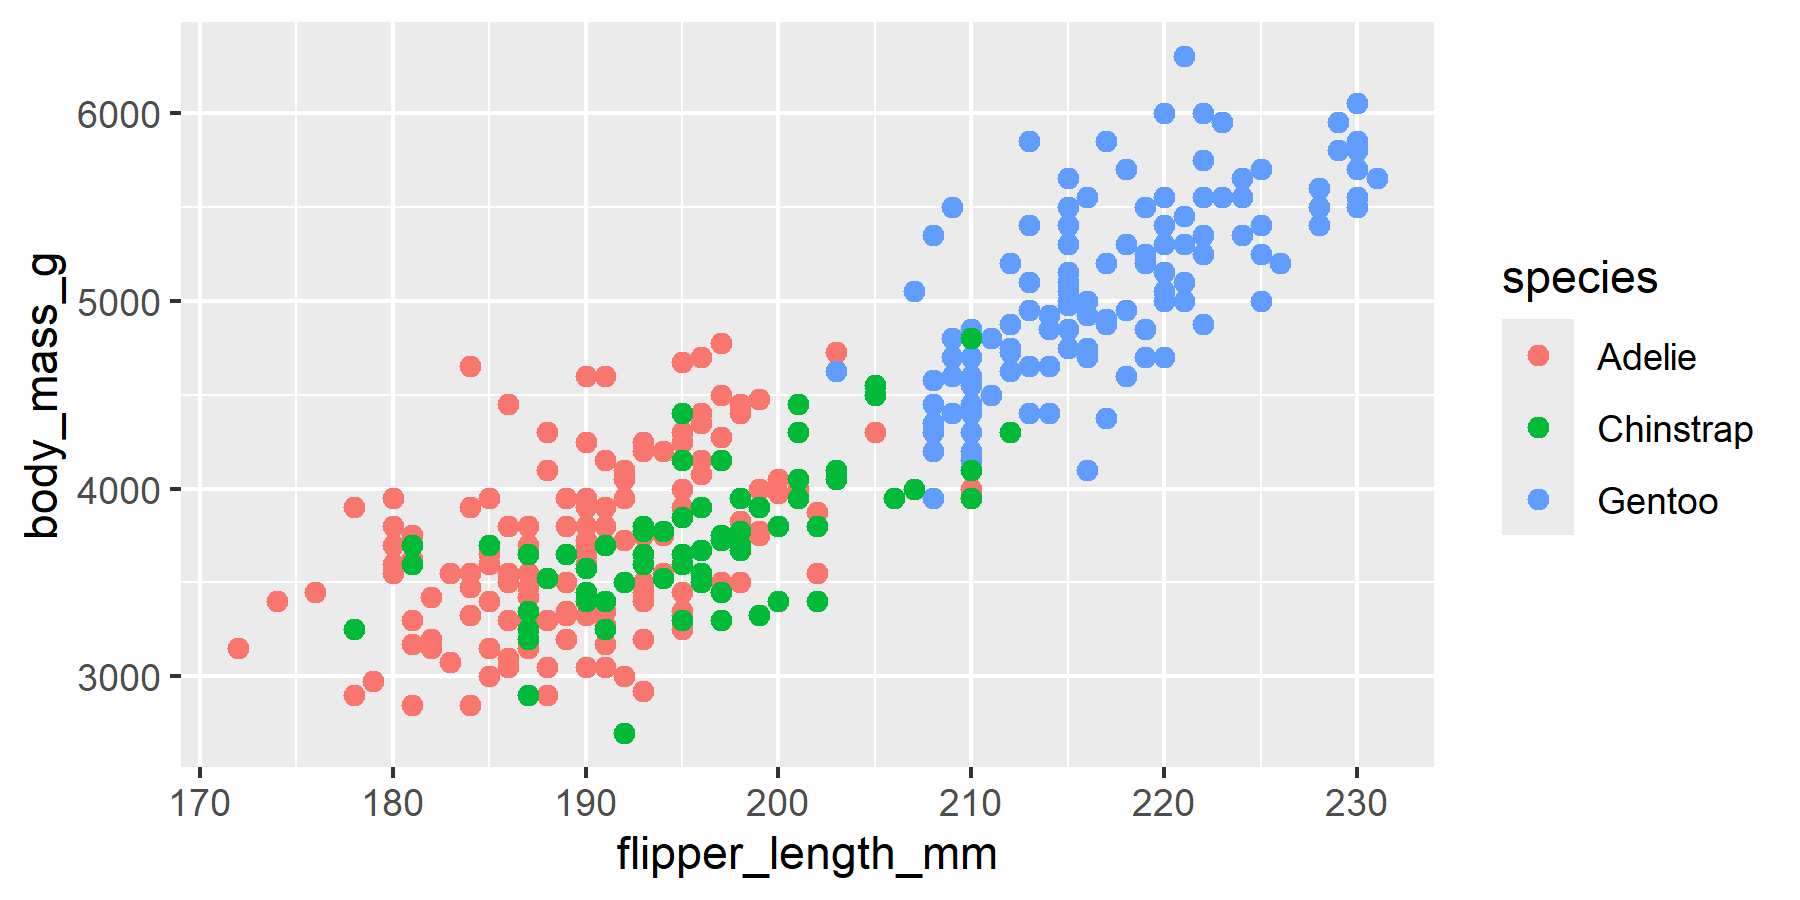 6000
5000
4000
3000
body_mass_g
170 180 190 200 210 220 230
flipper_length_mm
species
Adelie
Chinstrap
Gentoo